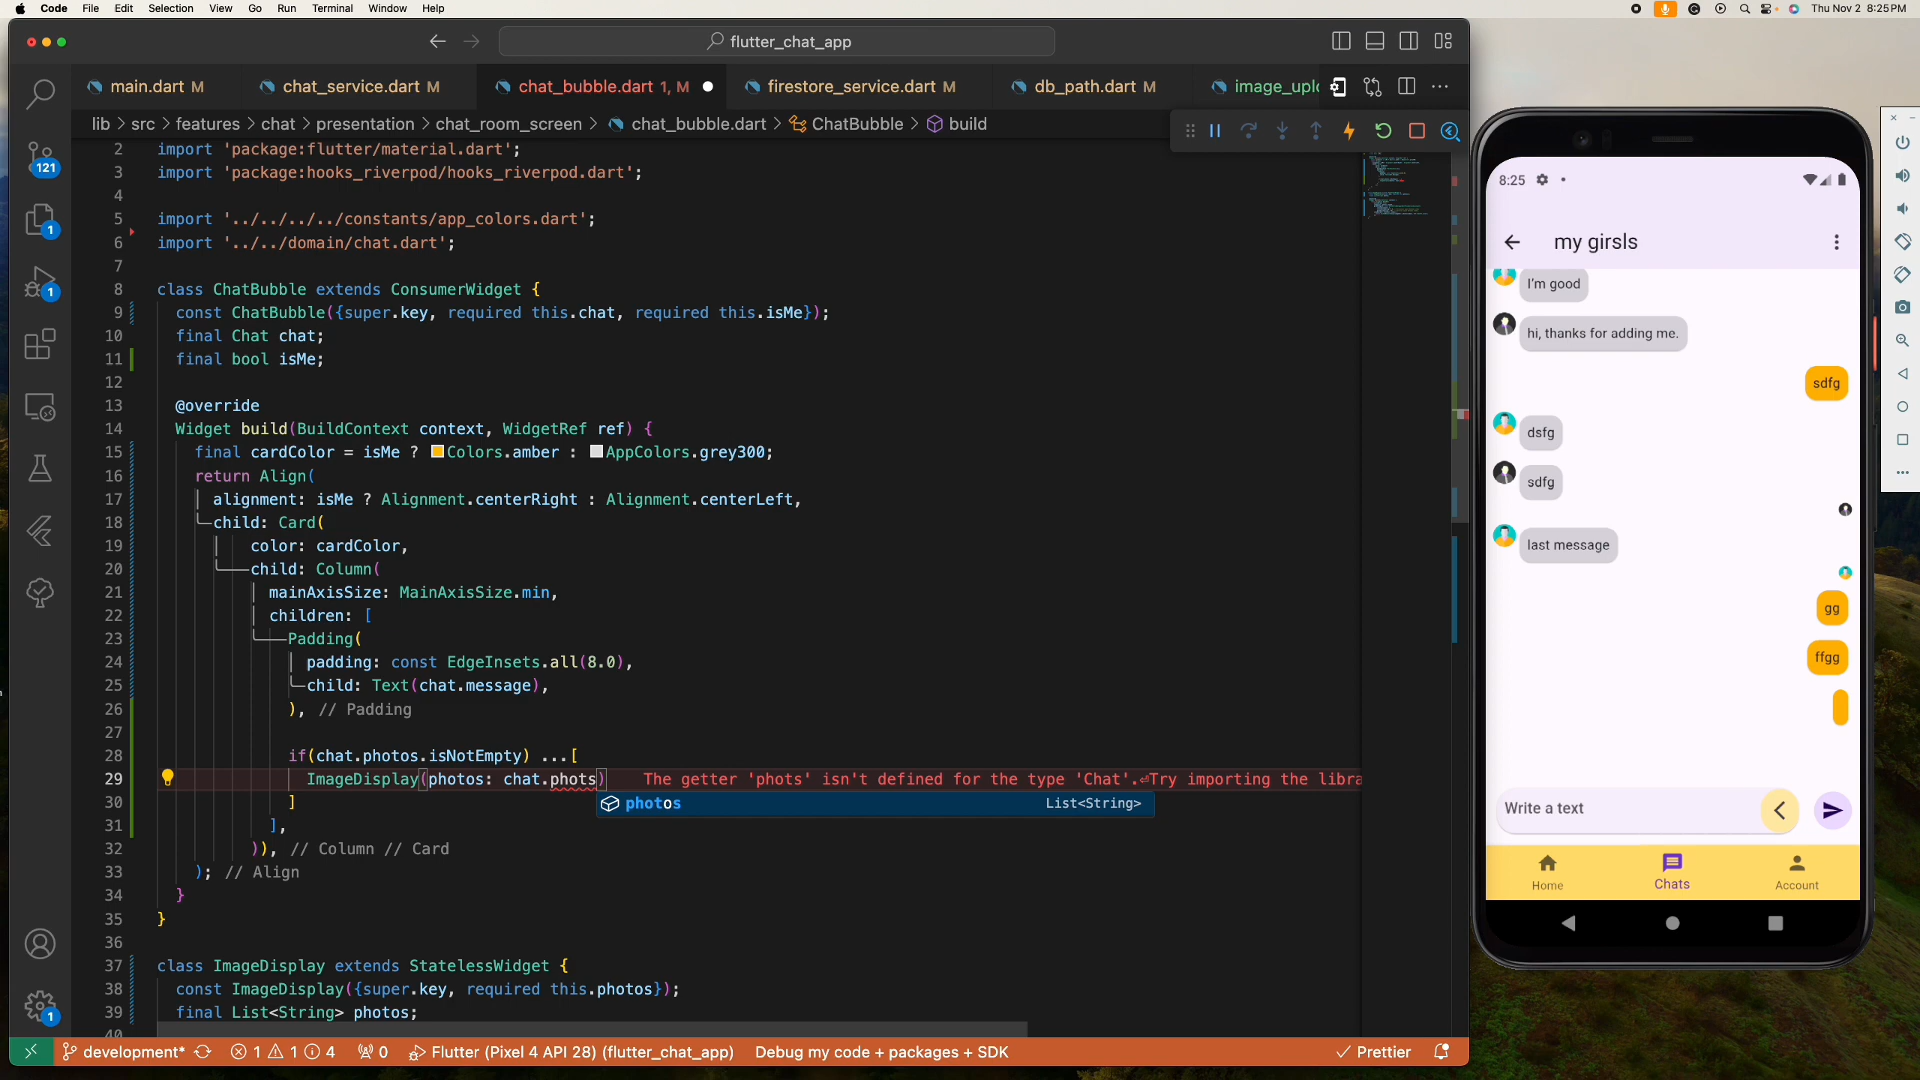 Code File Edit Selection View Go Run Terminal Window Help
Thu Nov 2 8:25 PM
flutter_chat_app
main.dart M
chat_service.dart M
chat_bubble.dart 1, M
firestore_service.dart M
db_path.dart M
image_uplo
lib > src > features > chat > presentation > chat_room_screen > chat_bubble.dart > ChatBubble > build
2 import 'package:flutter/material.dart';
3 import 'package:hooks_riverpod/hooks_riverpod.dart';
4
5 import '../../../../constants/app_colors.dart';
6 import '../../domain/chat.dart';
7
8 class ChatBubble extends ConsumerWidget {
9 const ChatBubble({super.key, required this.chat, required this.isMe});
10 final Chat chat;
11 final bool isMe;
12
13 @override
14 Widget build(BuildContext context, WidgetRef ref) {
15 final cardColor = isMe ? Colors.amber : AppColors.grey300;
16 return Align(
17 alignment: isMe ? Alignment.centerRight : Alignment.centerLeft,
18 child: Card(
19 color: cardColor,
20 child: Column(
21 mainAxisSize: MainAxisSize.min,
22 children: [
23 Padding(
24 padding: const EdgeInsets.all(8.0),
25 child: Text(chat.message),
26 ), // Padding
27
28 if(chat.photos.isNotEmpty) ...[
29 ImageDisplay(photos: chat.phots) The getter 'phots' isn't defined for the type 'Chat'.⏎Try importing the libra
photos List<String>
30 ]
31 ],
32 )), // Column // Card
33 ); // Align
34 }
35 }
36
37 class ImageDisplay extends StatelessWidget {
38 const ImageDisplay({super.key, required this.photos});
39 final List<String> photos;
40
121
1
1
1
development* 1 1 4 0 Flutter (Pixel 4 API 28) (flutter_chat_app) Debug my code + packages + SDK Prettier
8:25
my girsls
I'm good
hi, thanks for adding me.
sdfg
dsfg
sdfg
last message
gg
ffgg
Write a text
Home
Chats
Account